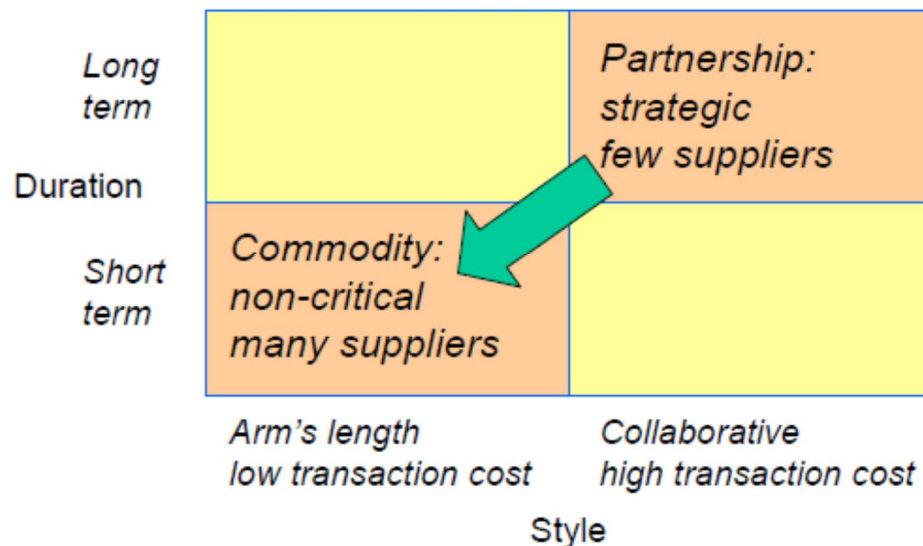 Long
term
Partnership:
strategic
few suppliers
Duration
Short
term
Commodity:
non-critical
many suppliers
Arm's length
low transaction cost
Collaborative
high transaction cost
Style